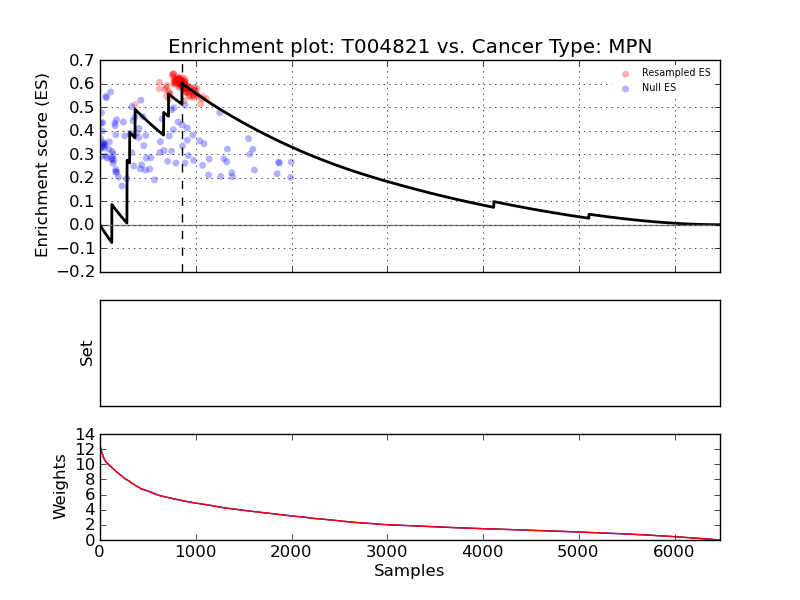 Enrichment plot: T004821 vs. Cancer Type: MPN
Enrichment score (ES)
0.7
0.6
0.5
0.4
0.3
0.2
0.1
0.0
−0.1
−0.2
Resampled ES
Null ES
Set
Weights
14
12
10
8
6
4
2
0
0 1000 2000 3000 4000 5000 6000
Samples